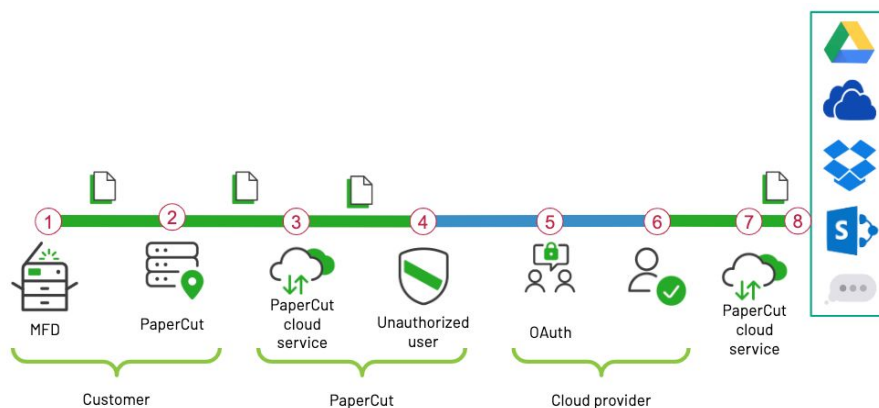 1
2
3
4
5
6
7
8
S
MFD
PaperCut
PaperCut
cloud
service
Unauthorized
user
OAuth
PaperCut
cloud
service
Customer
PaperCut
Cloud provider